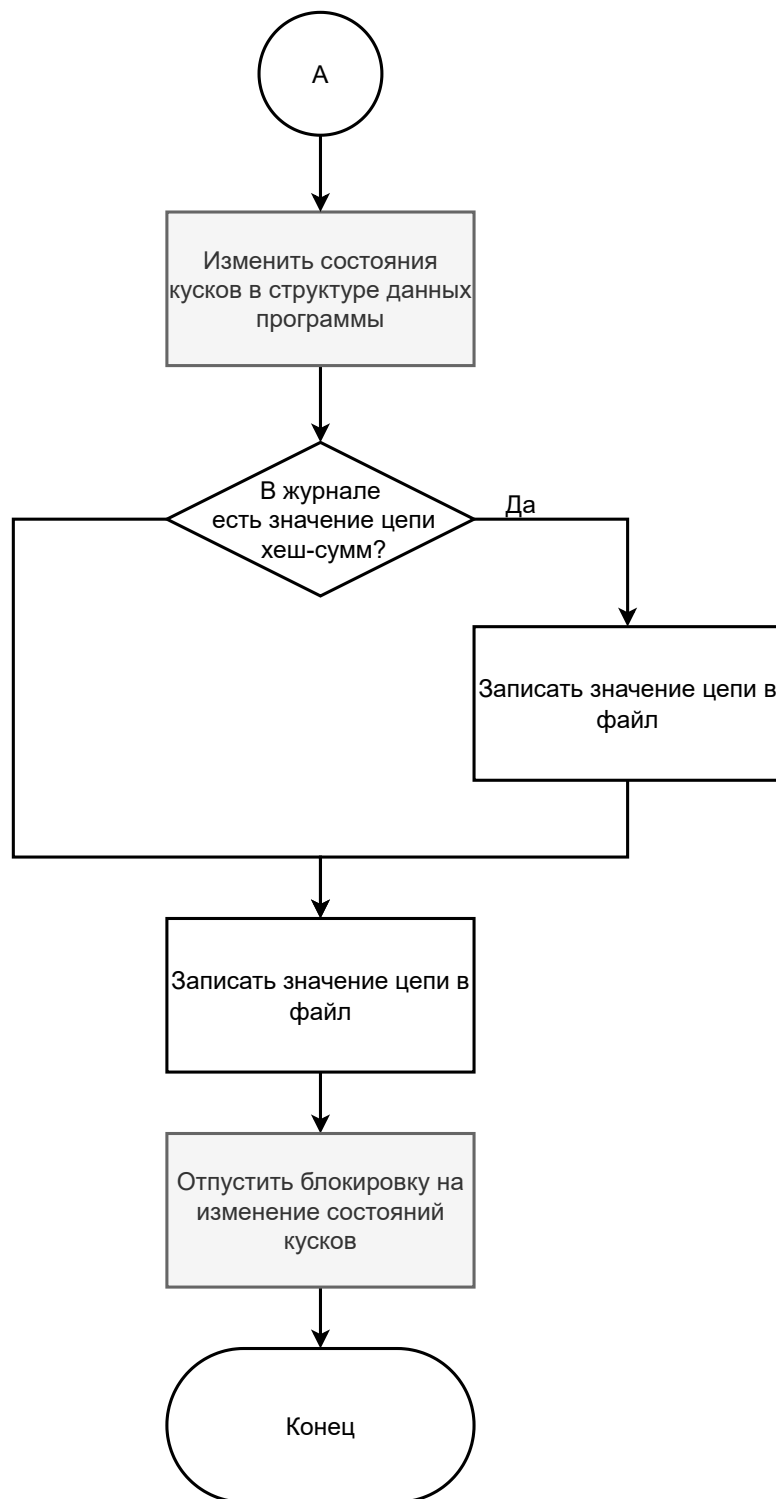 А
Изменить состояния
кусков в структуре данных
программы
В журнале
есть значение цепи
хеш-сумм?
Да
Записать значение цепи в
файл
Записать значение цепи в
файл
Отпустить блокировку на
изменение состояний
кусков
Конец